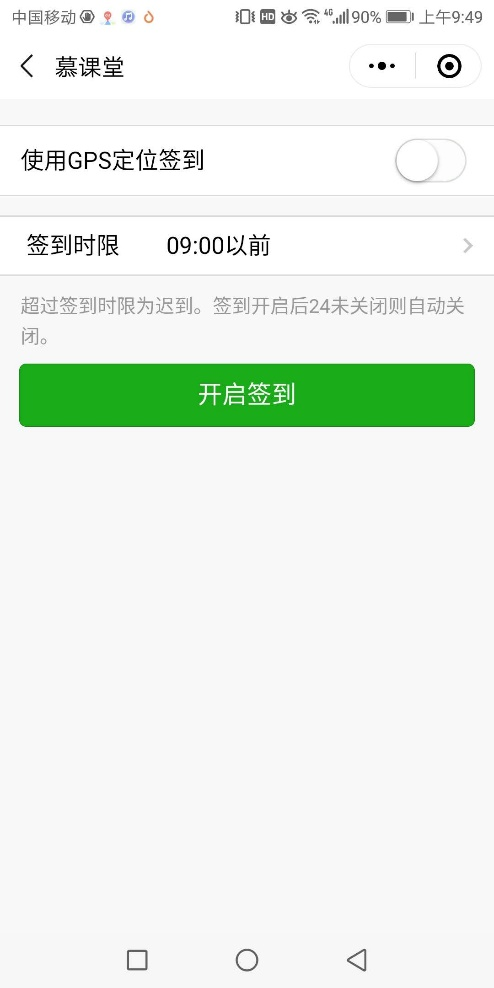 中国移动 HD 4G 90% 上午9:49
慕课堂
使用GPS定位签到
签到时限 09:00以前
超过签到时限为迟到。签到开启后24未关闭则自动关
闭。
开启签到